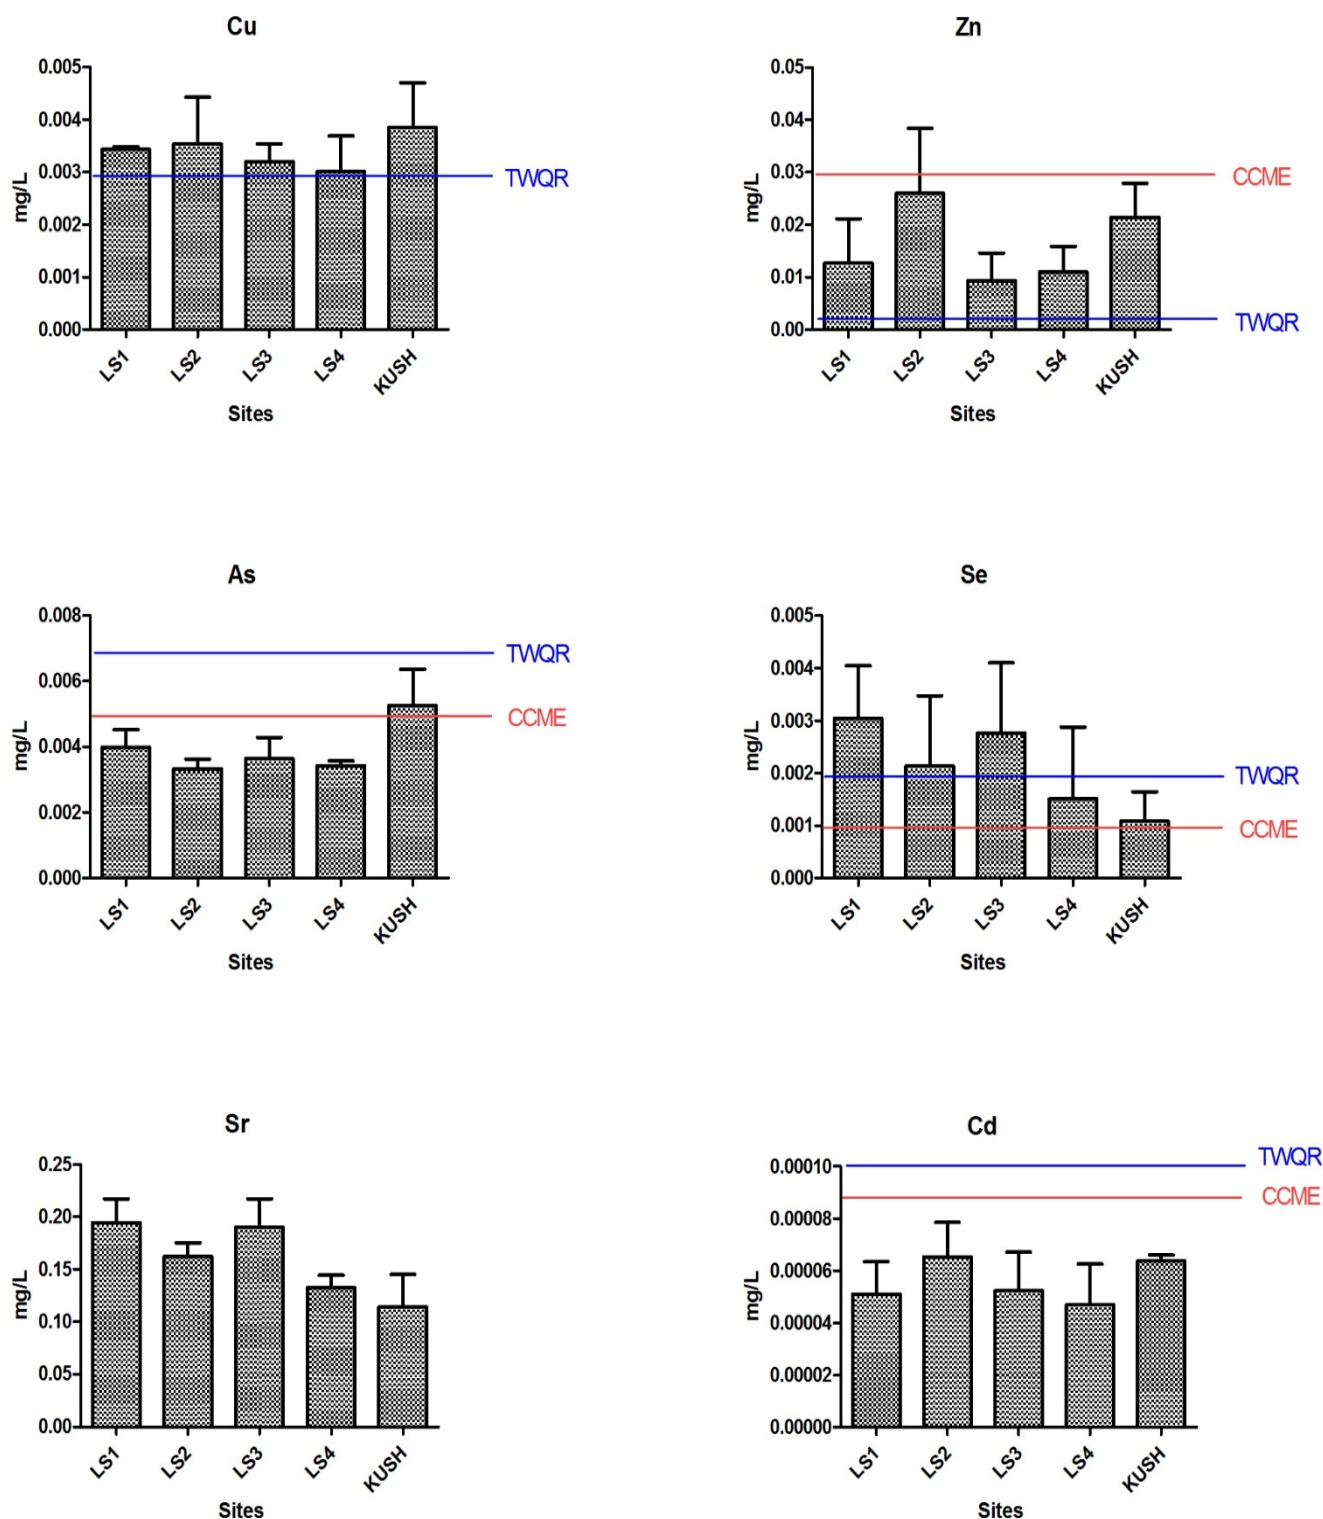 Cu
0.005
0.004
0.003
0.002
0.001
0.000
mg/L
TWQR
LS1 LS2 LS3 LS4 KUSH
Sites
Zn
0.05
0.04
0.03
0.02
0.01
0.00
mg/L
CCME
TWQR
LS1 LS2 LS3 LS4 KUSH
Sites
As
0.008
0.006
0.004
0.002
0.000
mg/L
TWQR
CCME
LS1 LS2 LS3 LS4 KUSH
Sites
Se
0.005
0.004
0.003
0.002
0.001
0.000
mg/L
TWQR
CCME
LS1 LS2 LS3 LS4 KUSH
Sites
Sr
0.25
0.20
0.15
0.10
0.05
0.00
mg/L
LS1 LS2 LS3 LS4 KUSH
Sites
Cd
0.00010
0.00008
0.00006
0.00004
0.00002
0.00000
mg/L
TWQR
CCME
LS1 LS2 LS3 LS4 KUSH
Sites